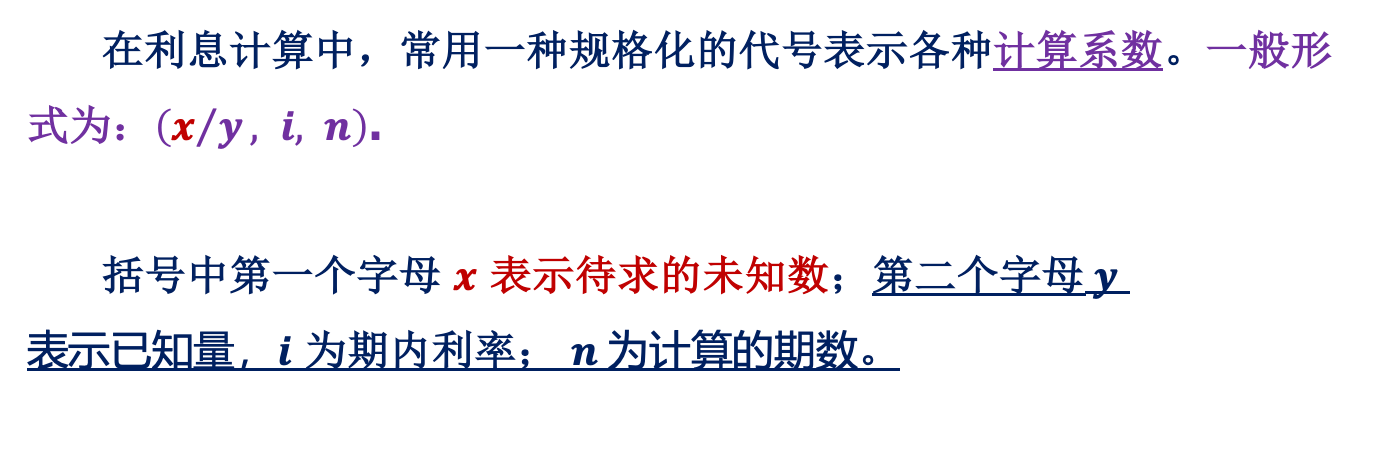 在利息计算中，常用一种规格化的代号表示各种计算系数。一般形
式为：(x/y, i, n).
括号中第一个字母 x 表示待求的未知数；第二个字母 y
表示已知量，i 为期内利率； n 为计算的期数。